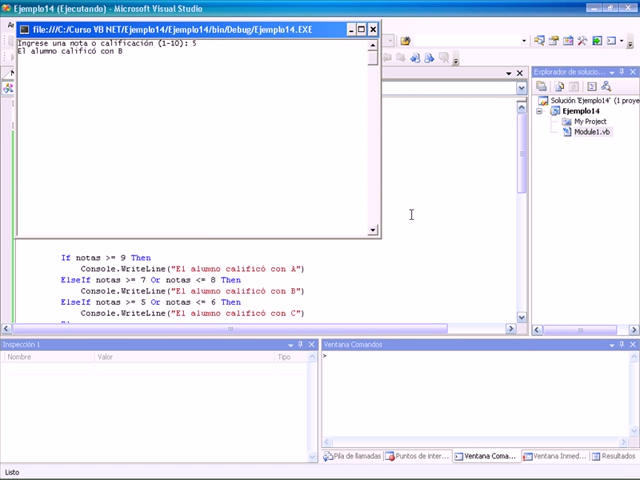 Ejemplo14 (Ejecutando) - Microsoft Visual Studio
file:///C:/Curso VB NET/Ejemplo14/Ejemplo14/bin/Debug/Ejemplo14.EXE
Ingrese una nota o calificación (1-10): 5
El alumno calificó con B
Explorador de solucio...
Solución 'Ejemplo14' (1 proye
Ejemplo14
My Project
Module1.vb
If notas >= 9 Then
Console.WriteLine("El alumno calificó con A")
ElseIf notas >= 7 Or notas <= 8 Then
Console.WriteLine("El alumno calificó con B")
ElseIf notas >= 5 Or notas <= 6 Then
Console.WriteLine("El alumno calificó con C")
Inspección 1
Nombre Valor Tipo
Ventana Comandos
>
Pila de llamadas Puntos de inter... Ventana Coma... Ventana Inmed... Resultados
Listo